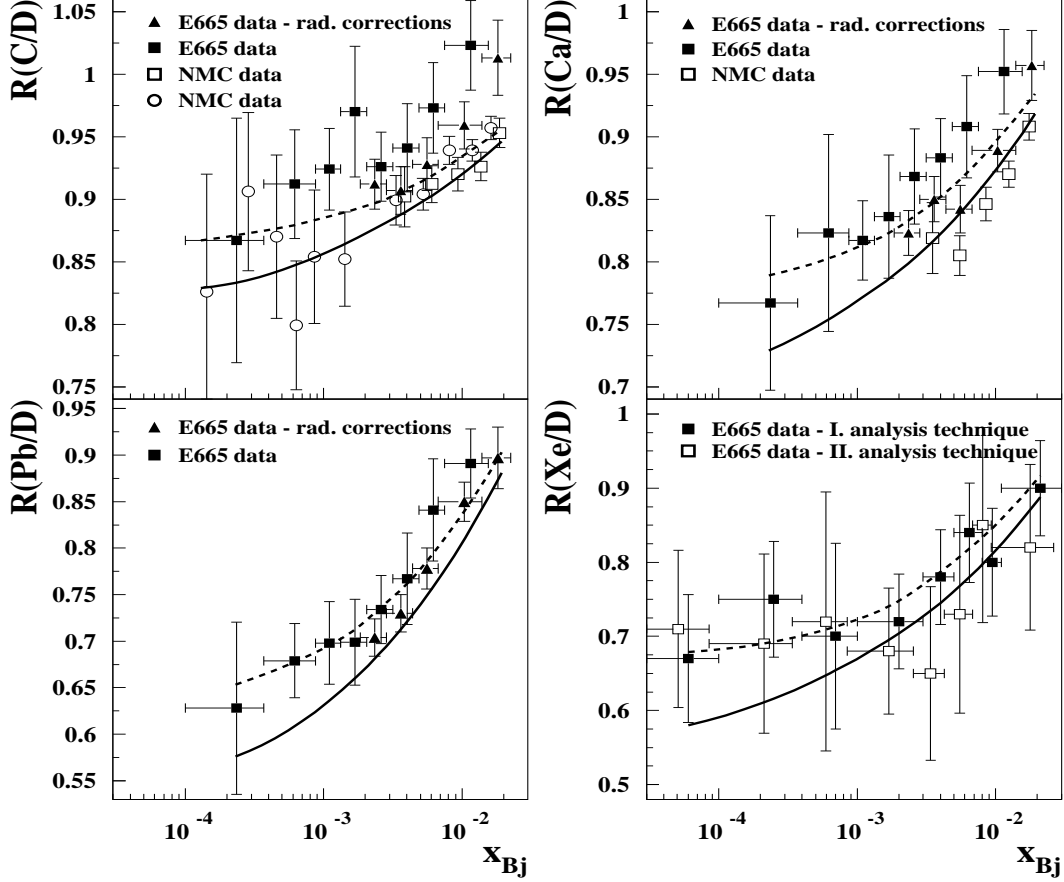 R(C/D)
1.05
1
0.95
0.9
0.85
0.8
0.75
E665 data - rad. corrections
E665 data
NMC data
NMC data
R(Ca/D)
1
0.95
0.9
0.85
0.8
0.75
0.7
E665 data - rad. corrections
E665 data
NMC data
R(Pb/D)
0.95
0.9
0.85
0.8
0.75
0.7
0.65
0.6
0.55
E665 data - rad. corrections
E665 data
10 -4
10 -3
10 -2
xBj
R(Xe/D)
1
0.9
0.8
0.7
0.6
0.5
E665 data - I. analysis technique
E665 data - II. analysis technique
10 -4
10 -3
10 -2
xBj